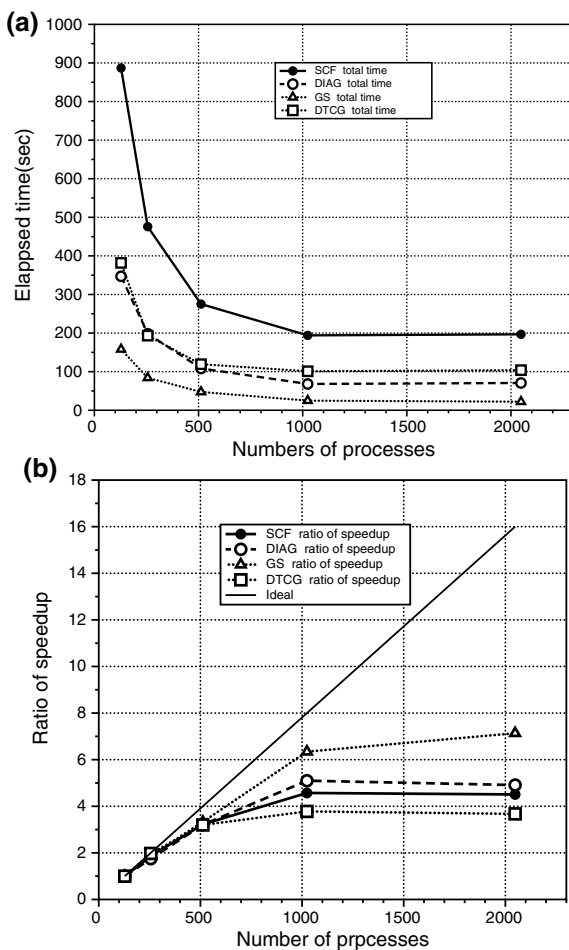 (a)
1000
900
800
700
600
500
400
300
200
100
0
Elappsed time(sec)
SCF total time
DIAG total time
GS total time
DTCG total time
0
500
1000
1500
2000
Numbers of processes
(b)
18
16
14
12
10
8
6
4
2
0
Ratio of speedup
SCF ratio of speedup
DIAG ratio of speedup
GS ratio of speedup
DTCG ratio of speedup
Ideal
0
500
1000
1500
2000
Number of prpcesses